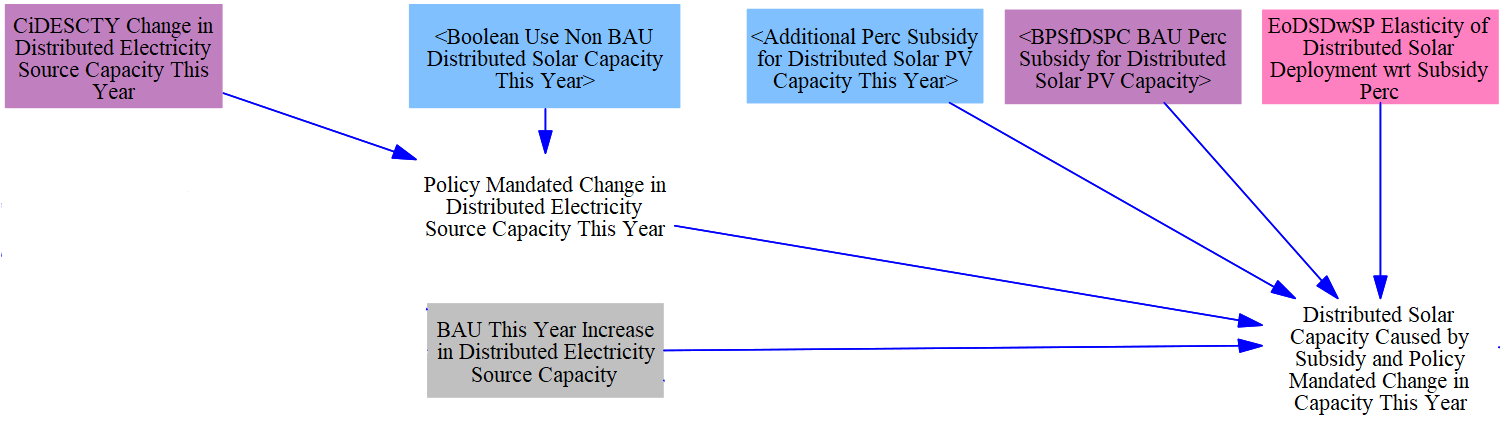 CiDESCTY Change in
Distributed Electricity
Source Capacity This
Year
<Boolean Use Non BAU
Distributed Solar Capacity
This Year>
<Additional Perc Subsidy
for Distributed Solar PV
Capacity This Year>
<BPSfDSPC BAU Perc
Subsidy for Distributed
Solar PV Capacity>
EoDSDwSP Elasticity of
Distributed Solar
Deployment wrt Subsidy
Perc
Policy Mandated Change in
Distributed Electricity
Source Capacity This Year
BAU This Year Increase
in Distributed Electricity
Source Capacity
Distributed Solar
Capacity Caused by
Subsidy and Policy
Mandated Change in
Capacity This Year